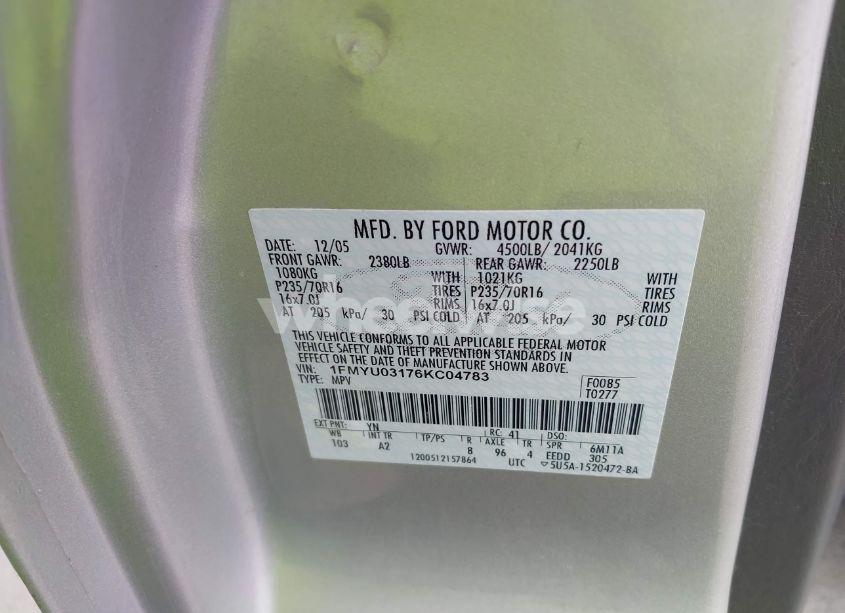 MFD. BY FORD MOTOR CO.
DATE: 12/05 GVWR: 4500LB/ 2041KG
FRONT GAWR: 2380LB REAR GAWR: 2250LB
1080KG WITH 1021KG WITH
P235/70R16 TIRES P235/70R16 TIRES
16x7.0J RIMS 16x7.0J RIMS
AT 205 kPa/ 30 PSI COLD AT 205 kPa/ 30 PSI COLD
THIS VEHICLE CONFORMS TO ALL APPLICABLE FEDERAL MOTOR
VEHICLE SAFETY AND THEFT PREVENTION STANDARDS IN
EFFECT ON THE DATE OF MANUFACTURE SHOWN ABOVE.
VIN: 1FMYU03176KC04783
TYPE: MPV
F0085
T0277
EXT PNT: YN RC: 41 DSO:
WB INT TR TP/PS R AXLE TR SPR 6M11A
103 A2 8 96 4 EEDD 305
1200512157864 UTC ▽5U5A-1520472-BA
wheelwise